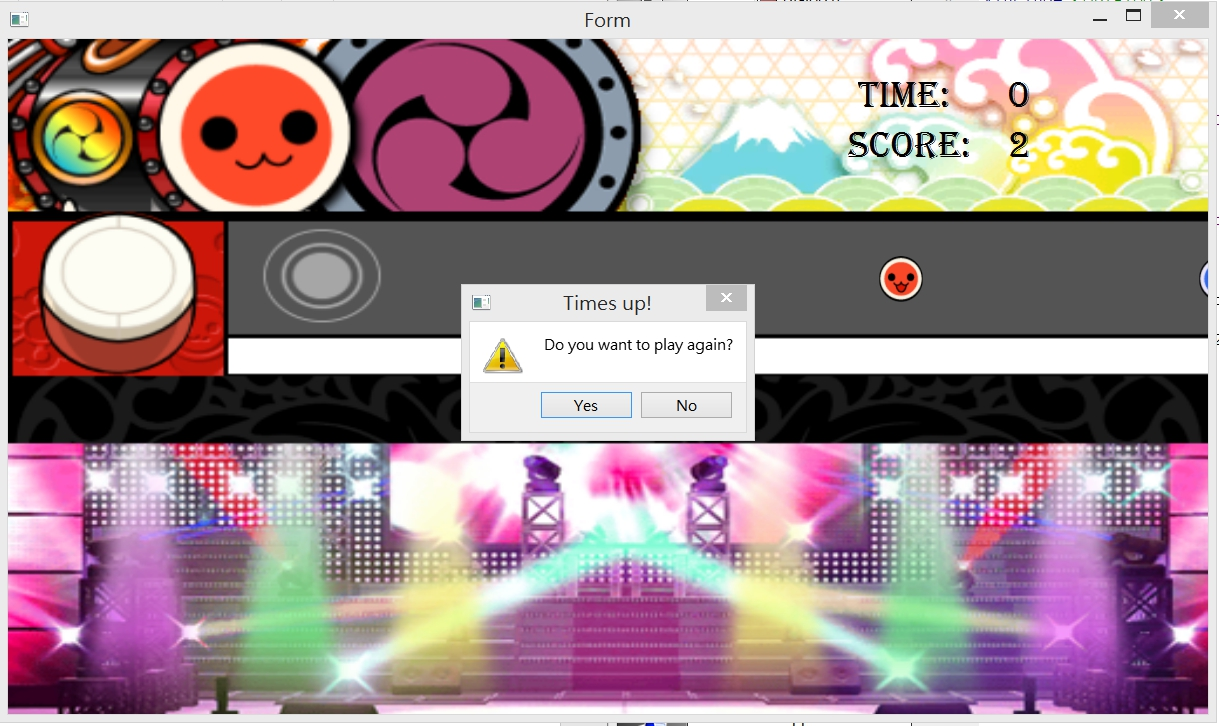 Form
TIME: 0
SCORE: 2
Times up!
Do you want to play again?
Yes No